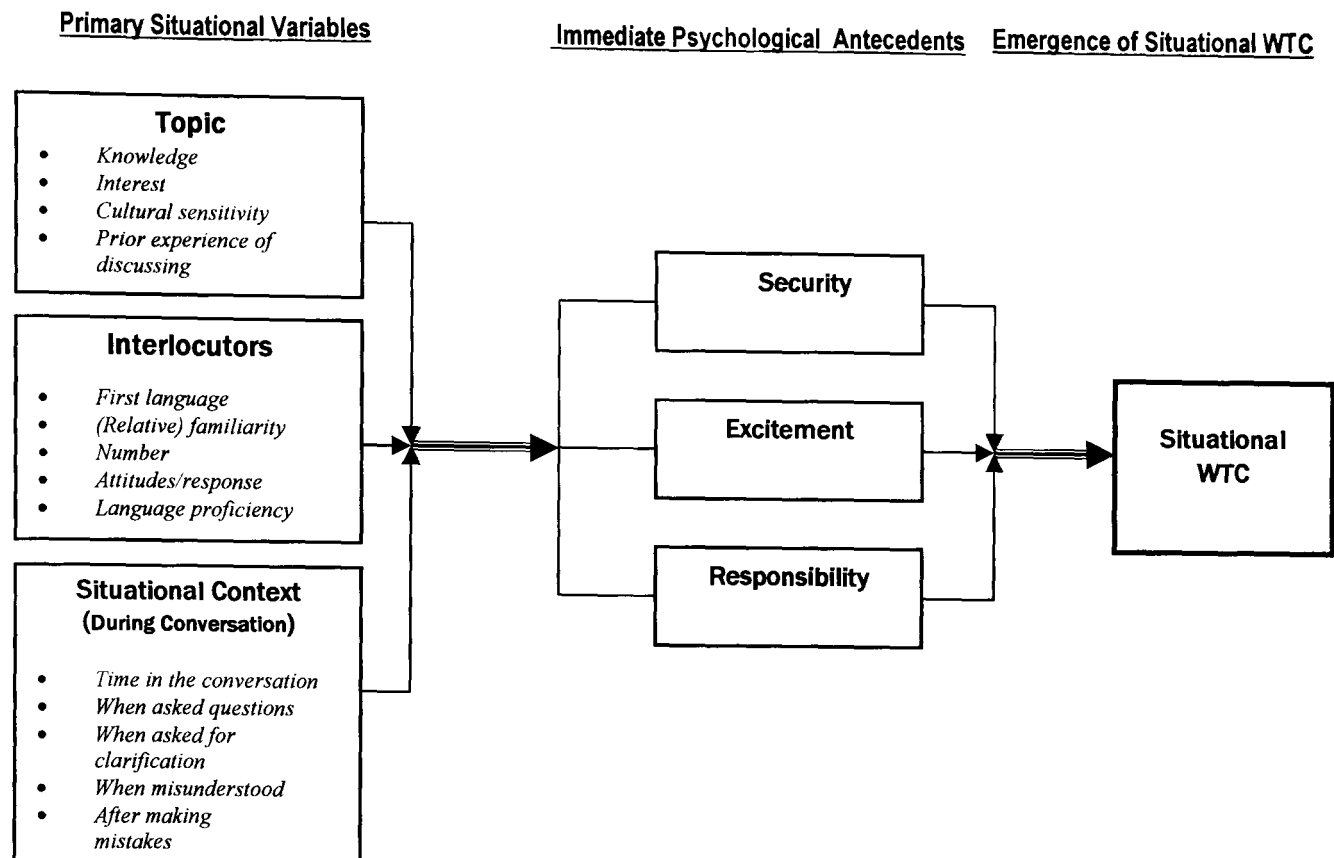 Primary Situational Variables
Immediate Psychological Antecedents
Emergence of Situational WTC
Topic
• Knowledge
• Interest
• Cultural sensitivity
• Prior experience of
discussing
Interlocutors
• First language
• (Relative) familiarity
• Number
• Attitudes/response
• Language proficiency
Situational Context
(During Conversation)
• Time in the conversation
• When asked questions
• When asked for
clarification
• When misunderstood
• After making
mistakes
Security
Excitement
Responsibility
Situational
WTC